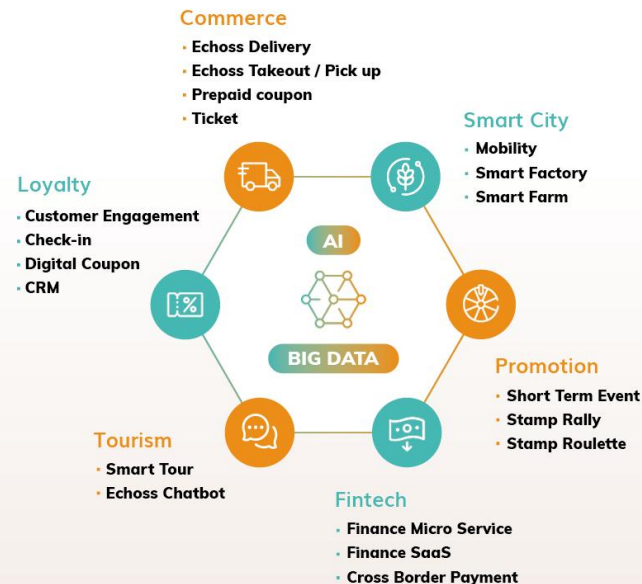 Commerce
Echoss Delivery
Echoss Takeout / Pick up
Prepaid coupon
Ticket
Smart City
Mobility
Smart Factory
Smart Farm
Loyalty
Customer Engagement
Check-in
Digital Coupon
CRM
AI
BIG DATA
Promotion
Short Term Event
Stamp Rally
Stamp Roulette
Tourism
Smart Tour
Echoss Chatbot
Fintech
Finance Micro Service
Finance SaaS
Cross Border Payment